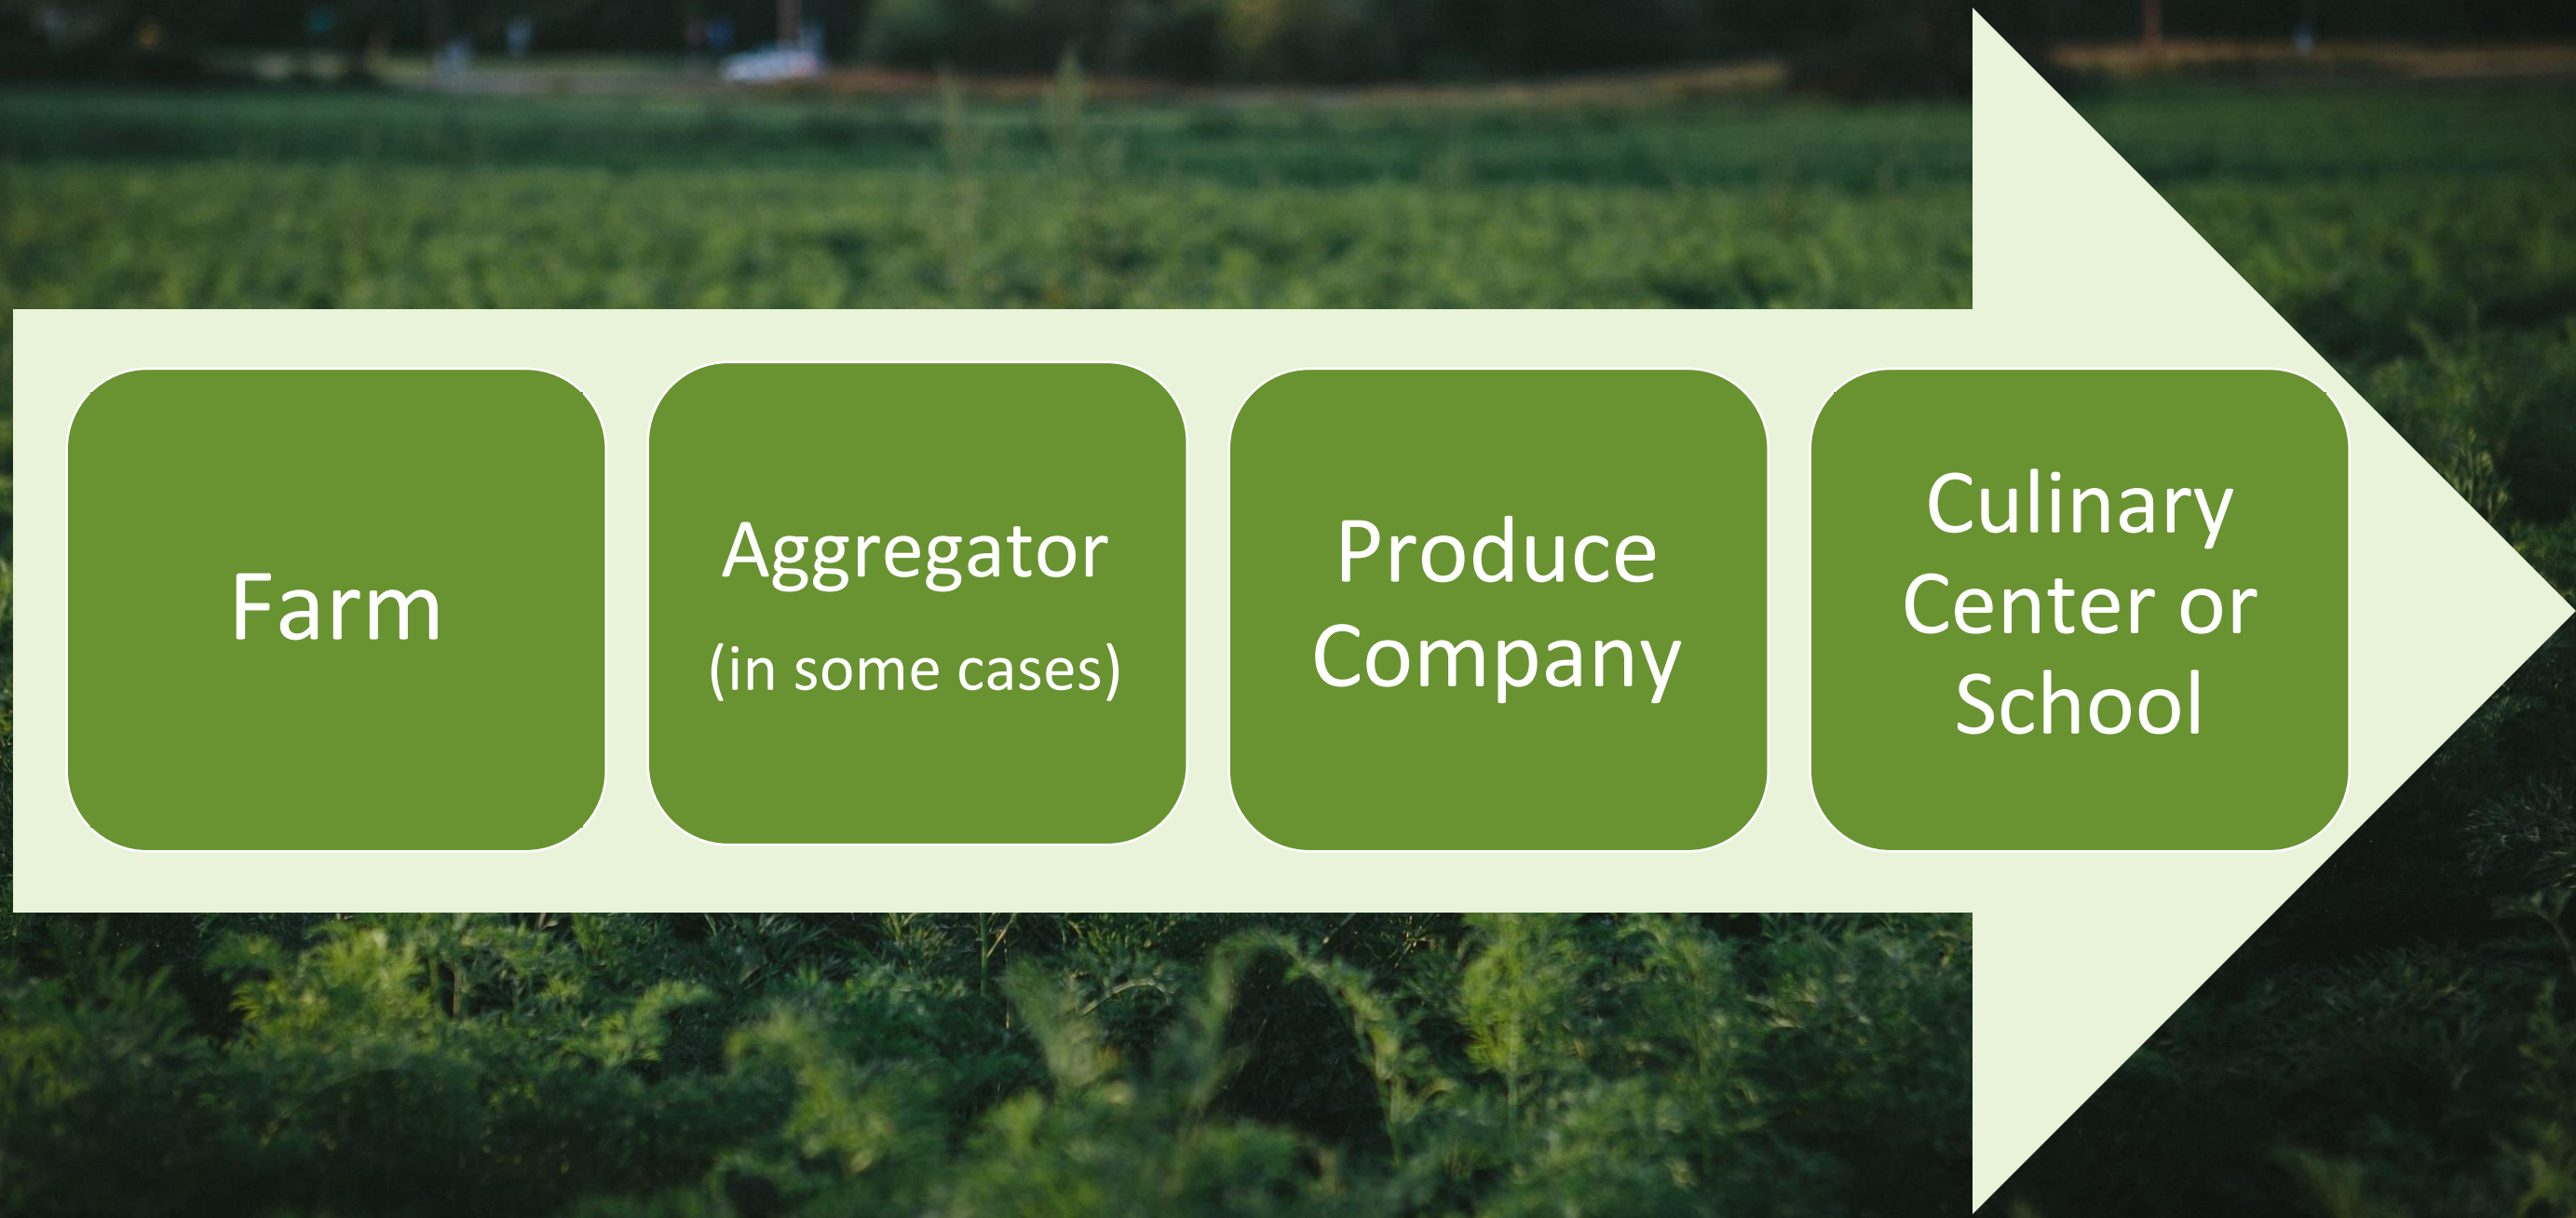 Farm
Aggregator
(in some cases)
Produce
Company
Culinary
Center or
School